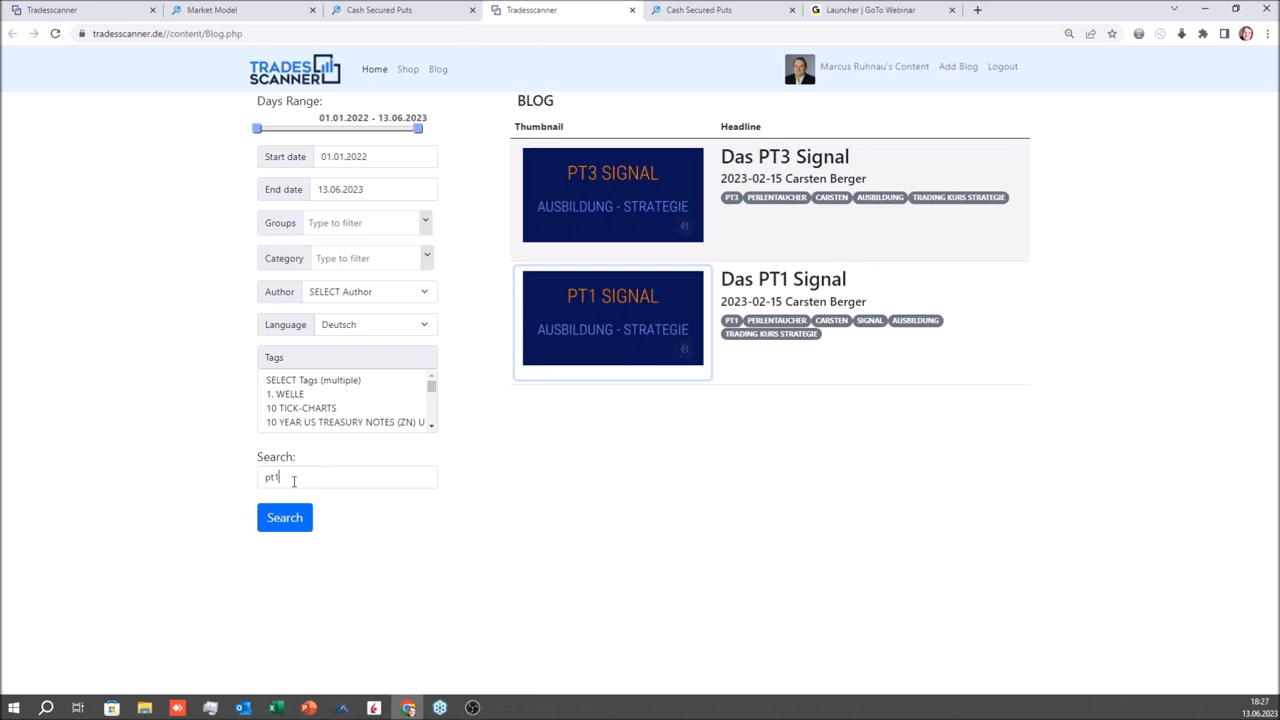 Tradesscanner
Market Model
Cash Secured Puts
Tradesscanner
Cash Secured Puts
Launcher | GoTo Webinar
tradesscanner.de//content/Blog.php
TRADES
SCANNER
Home
Shop
Blog
Marcus Ruhnau's Content
Add Blog
Logout
Days Range:
01.01.2022 - 13.06.2023
Start date 01.01.2022
End date 13.06.2023
Groups Type to filter
Category Type to filter
Author SELECT Author
Language Deutsch
Tags
SELECT Tags (multiple)
1. WELLE
10 TICK-CHARTS
10 YEAR US TREASURY NOTES (ZN) U
Search:
pt1
Search
BLOG
Thumbnail Headline
PT3 SIGNAL
AUSBILDUNG - STRATEGIE
Das PT3 Signal
2023-02-15 Carsten Berger
PT3 PERLENTAUCHER CARSTEN AUSBILDUNG TRADING KURS STRATEGIE
PT1 SIGNAL
AUSBILDUNG - STRATEGIE
Das PT1 Signal
2023-02-15 Carsten Berger
PT1 PERLENTAUCHER CARSTEN SIGNAL AUSBILDUNG
TRADING KURS STRATEGIE
18:27
13.06.2023